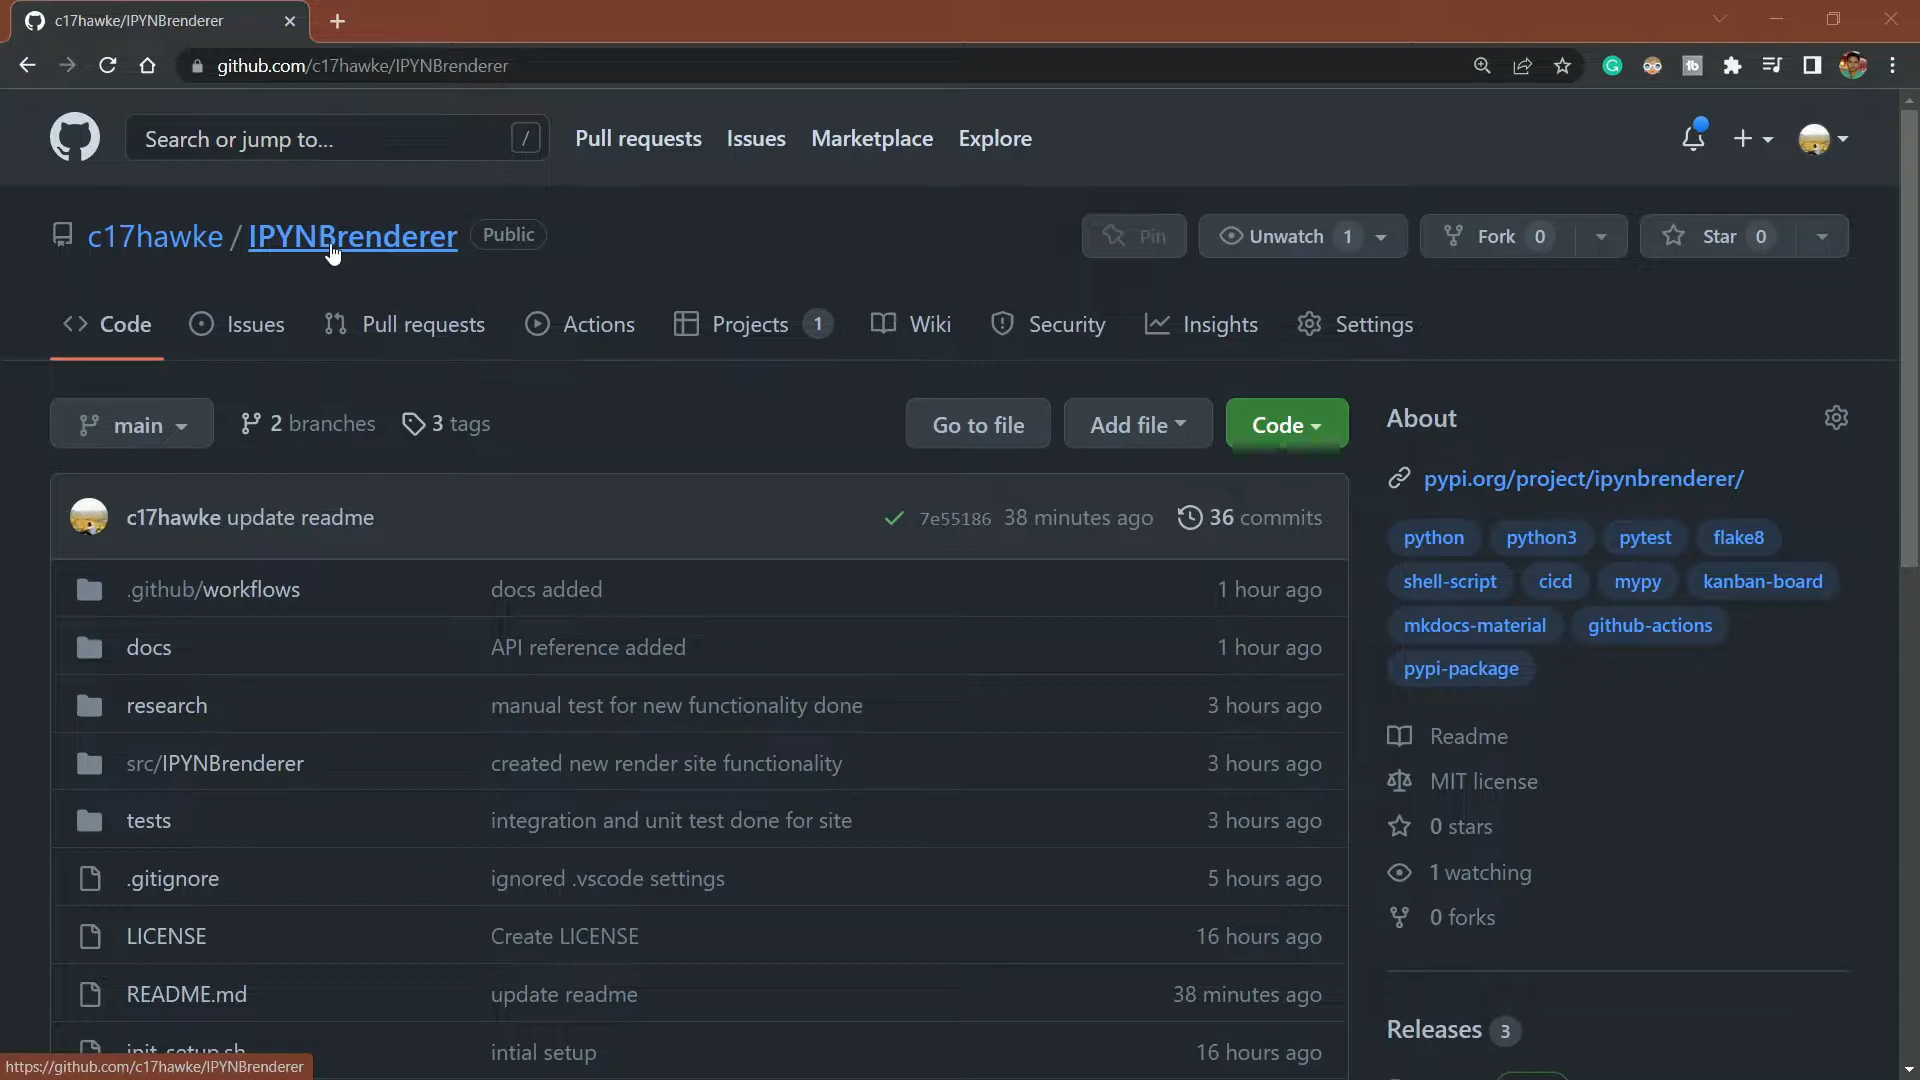 c17hawke/IPYNBrenderer
github.com/c17hawke/IPYNBrenderer
Search or jump to... /
Pull requests Issues Marketplace Explore
c17hawke / IPYNBrenderer Public
Pin Unwatch 1 Fork 0 Star 0
Code Issues Pull requests Actions Projects 1 Wiki Security Insights Settings
main 2 branches 3 tags Go to file Add file Code
c17hawke update readme 7e55186 38 minutes ago 36 commits
.github/workflows docs added 1 hour ago
docs API reference added 1 hour ago
research manual test for new functionality done 3 hours ago
src/IPYNBrenderer created new render site functionality 3 hours ago
tests integration and unit test done for site 3 hours ago
.gitignore ignored .vscode settings 5 hours ago
LICENSE Create LICENSE 16 hours ago
README.md update readme 38 minutes ago
init_setup.sh intial setup 16 hours ago
About
pypi.org/project/ipynbrenderer/
python python3 pytest flake8
shell-script cicd mypy kanban-board
mkdocs-material github-actions
pypi-package
Readme
MIT license
0 stars
1 watching
0 forks
Releases 3
https://github.com/c17hawke/IPYNBrenderer